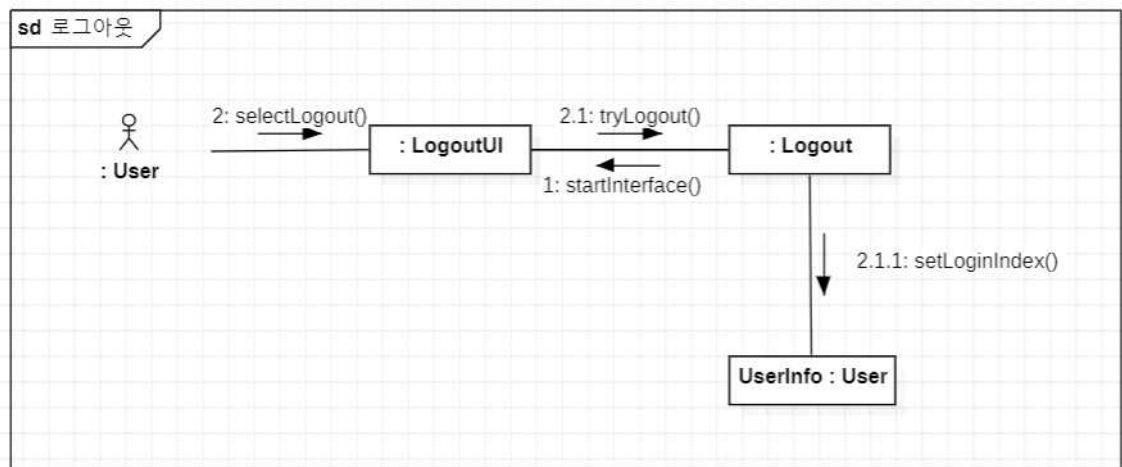 sd 로그아웃
2: selectLogout()
2.1: tryLogout()
: LogoutUI
: Logout
: User
1: startInterface()
2.1.1: setLoginIndex()
UserInfo : User